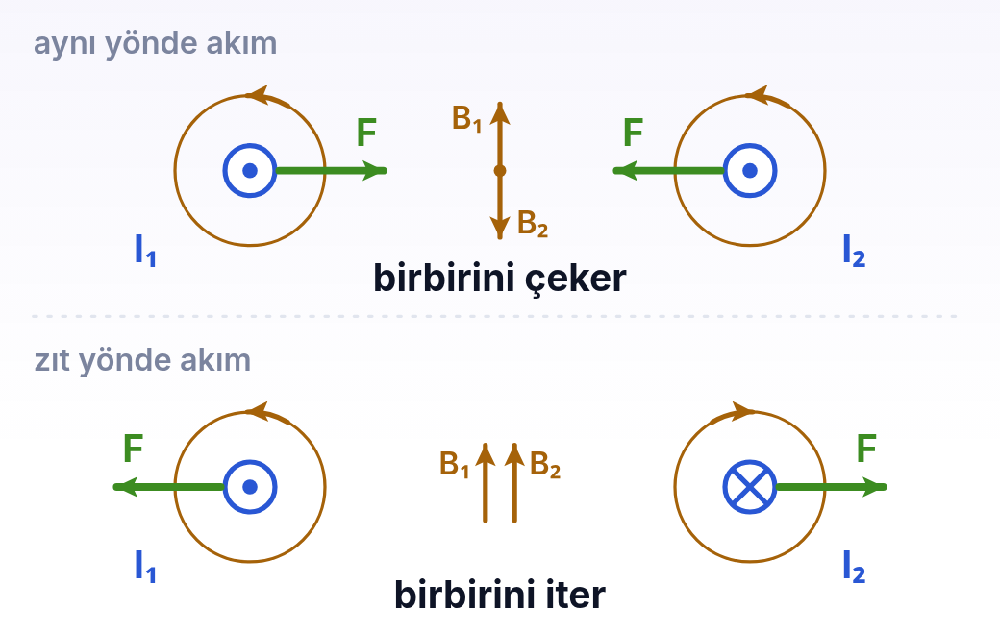 aynı yönde akım
F
B₁
F
B₂
I₁
I₂
birbirini çeker
zıt yönde akım
F
B₁
B₂
F
I₁
I₂
birbirini iter